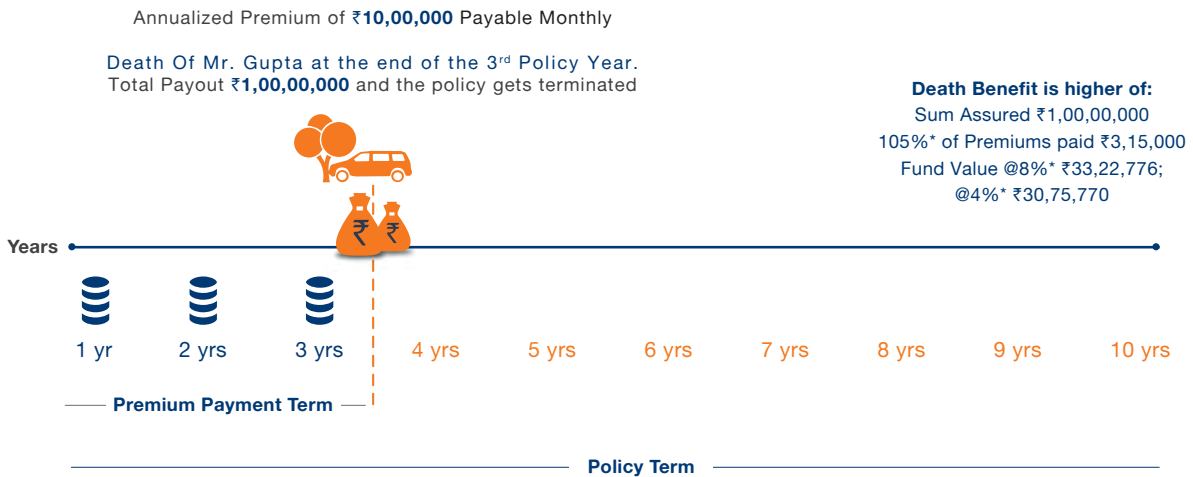 Annualized Premium of ₹10,00,000 Payable Monthly
Death Of Mr. Gupta at the end of the 3rd Policy Year.
Total Payout ₹1,00,00,000 and the policy gets terminated
Death Benefit is higher of:
Sum Assured ₹1,00,00,000
105%* of Premiums paid ₹3,15,000
Fund Value @8%* ₹33,22,776;
@4%* ₹30,75,770
₹ ₹
Years
1 yr 2 yrs 3 yrs 4 yrs 5 yrs 6 yrs 7 yrs 8 yrs 9 yrs 10 yrs
Premium Payment Term
Policy Term